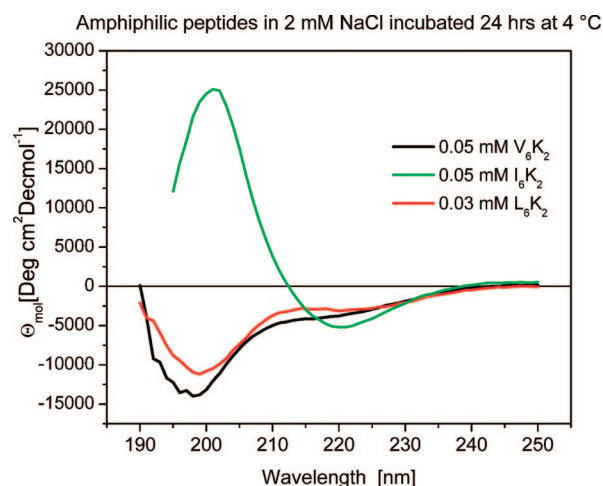 Amphiphilic peptides in 2 mM NaCl incubated 24 hrs at 4 °C
30000
25000
20000
15000
10000
5000
0
-5000
-10000
-15000
Θmol[Deg cm²Decmol⁻¹]
0.05 mM V₆K₂
0.05 mM I₆K₂
0.03 mM L₆K₂
190 200 210 220 230 240 250
Wavelength [nm]